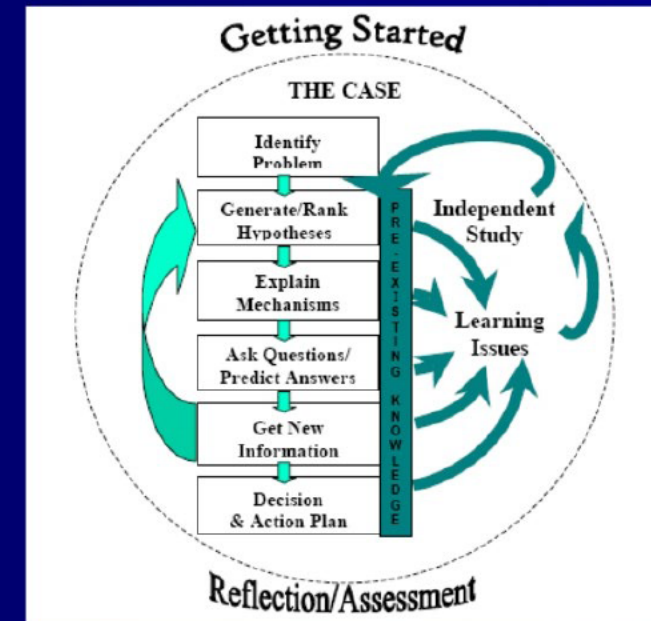 Getting Started
THE CASE
Identify
Problem
Generate/Rank
Hypotheses
Explain
Mechanisms
Ask Questions/
Predict Answers
Get New
Information
Decision
& Action Plan
PRE-EXISTING KNOWLEDGE
Independent
Study
Learning
Issues
Reflection/Assessment